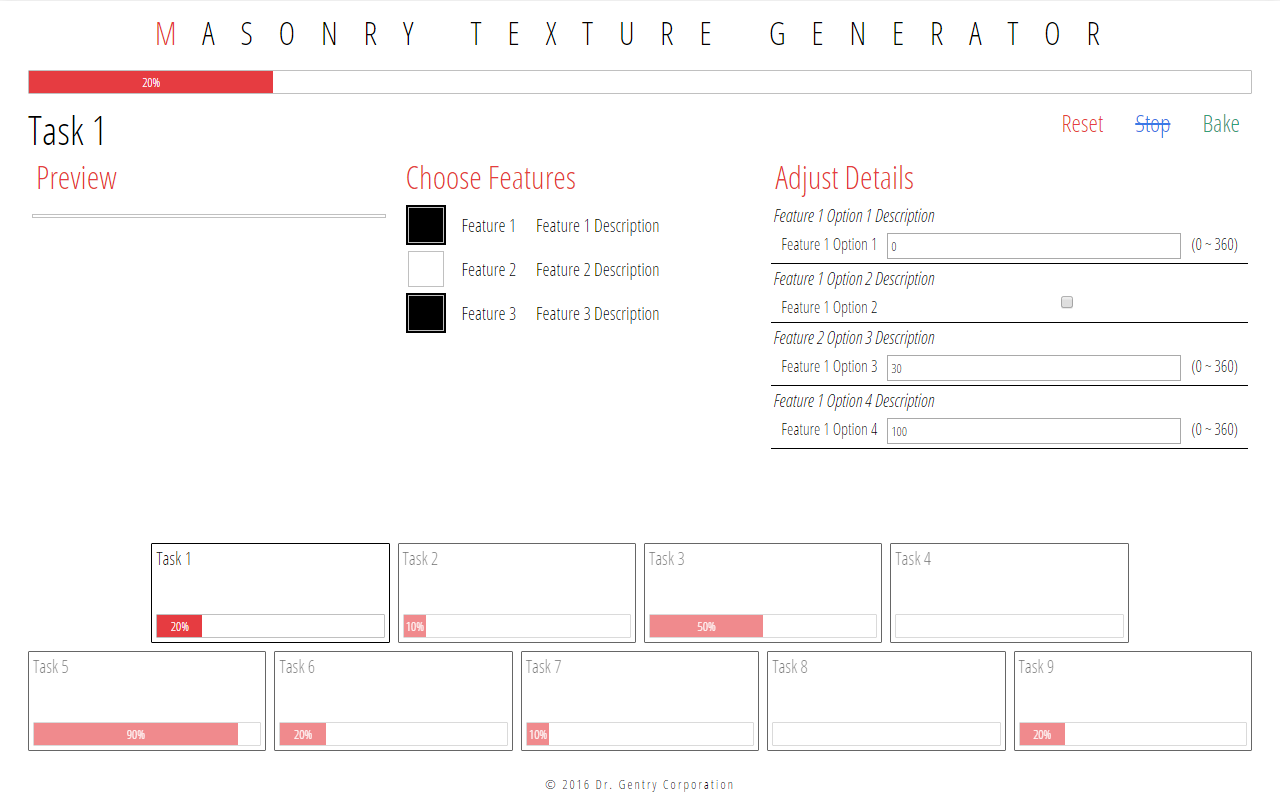 MASONRY TEXTURE GENERATOR
20%
Task 1
Reset Stop Bake
Preview
Choose Features
Feature 1 Feature 1 Description
Feature 2 Feature 2 Description
Feature 3 Feature 3 Description
Adjust Details
Feature 1 Option 1 Description
Feature 1 Option 1 0 (0 ~ 360)
Feature 1 Option 2 Description
Feature 1 Option 2
Feature 2 Option 3 Description
Feature 1 Option 3 30 (0 ~ 360)
Feature 1 Option 4 Description
Feature 1 Option 4 100 (0 ~ 360)
Task 1 Task 2 Task 3 Task 4
20% 10% 50%
Task 5 Task 6 Task 7 Task 8 Task 9
90% 20% 10% 20%
© 2016 Dr. Gentry Corporation